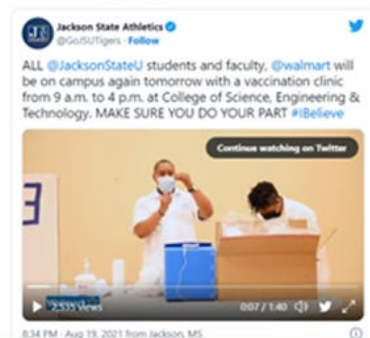 Jackson State Athletics
@GoJSUTigers · Follow
ALL @JacksonStateU students and faculty, @walmart will
be on campus again tomorrow with a vaccination clinic
from 9 a.m. to 4 p.m. at College of Science, Engineering &
Technology. MAKE SURE YOU DO YOUR PART #IBelieve
Continue watching on Twitter
2,535 views
0:07 / 1:40
8:34 PM · Aug 19, 2021 from Jackson, MS